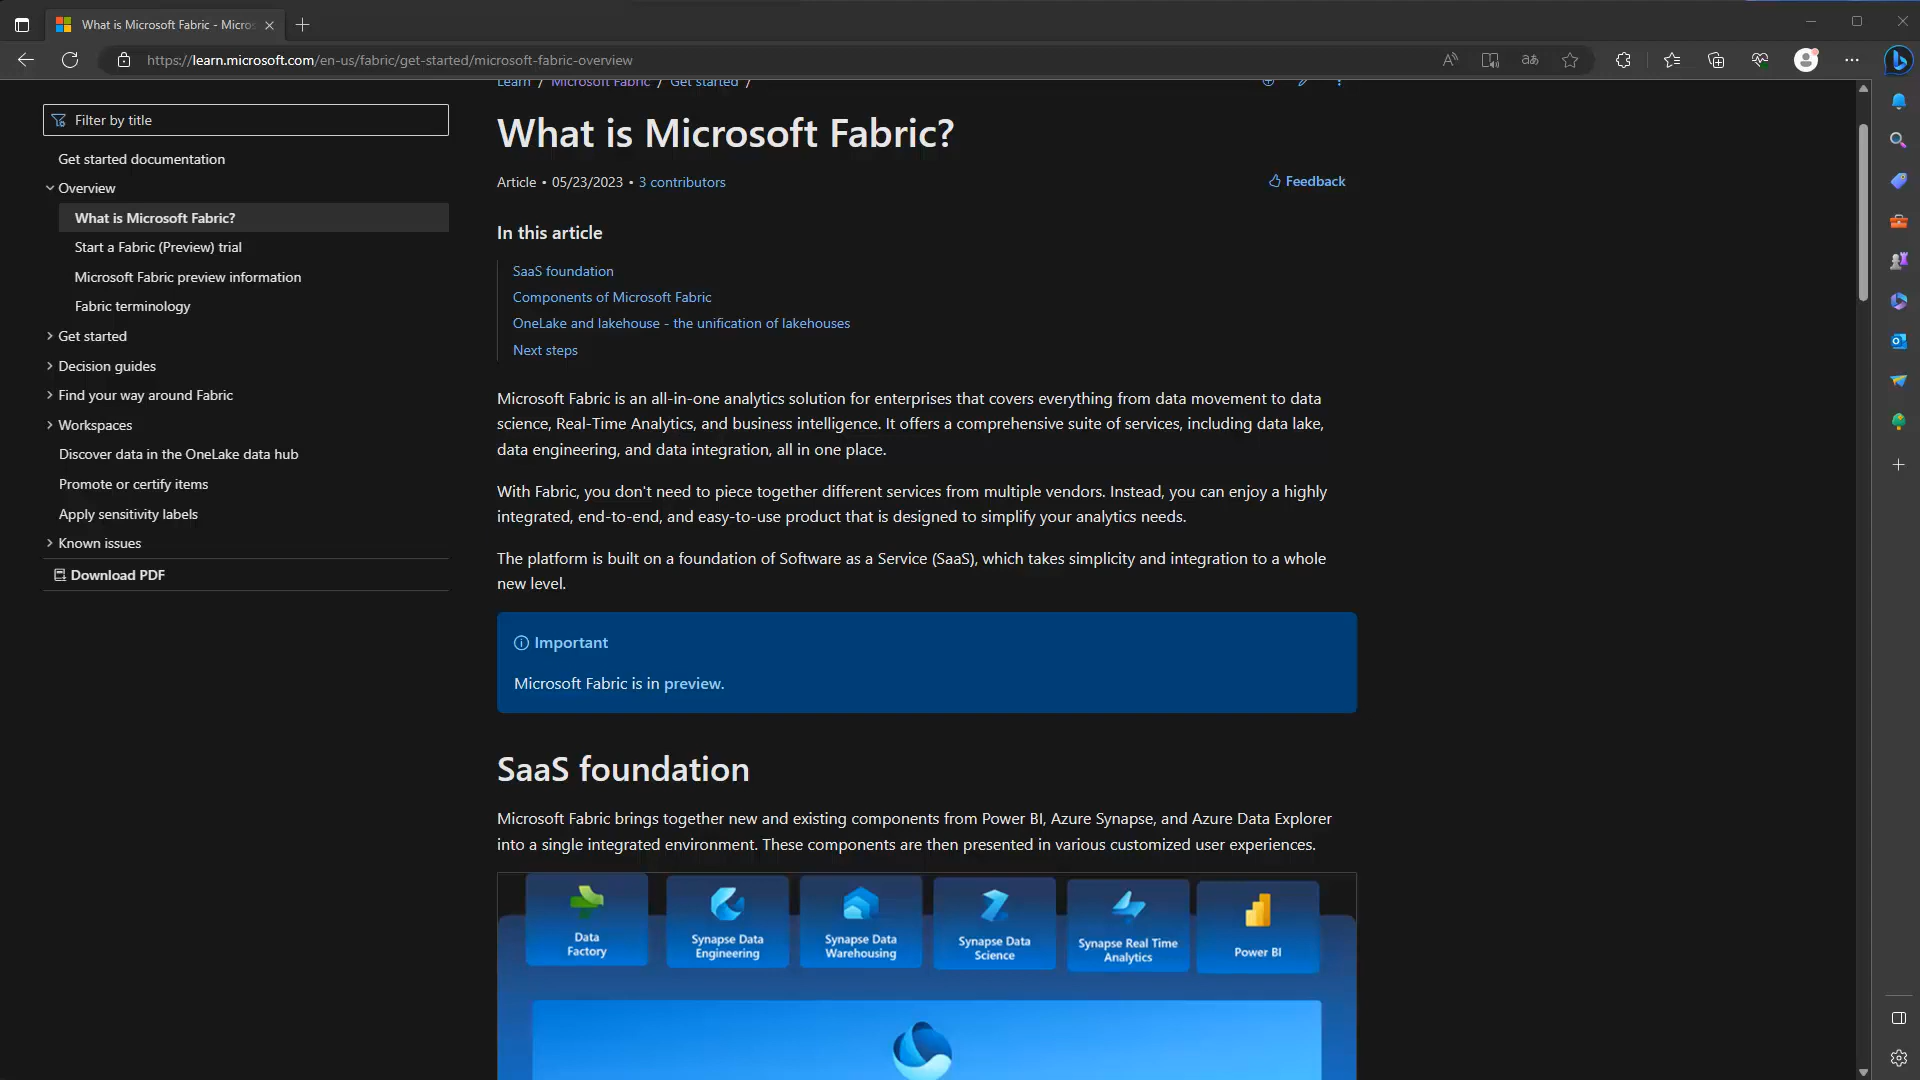 What is Microsoft Fabric - Micros
https://learn.microsoft.com/en-us/fabric/get-started/microsoft-fabric-overview
Learn / Microsoft Fabric / Get started /
Filter by title
Get started documentation
Overview
What is Microsoft Fabric?
Start a Fabric (Preview) trial
Microsoft Fabric preview information
Fabric terminology
Get started
Decision guides
Find your way around Fabric
Workspaces
Discover data in the OneLake data hub
Promote or certify items
Apply sensitivity labels
Known issues
Download PDF
What is Microsoft Fabric?
Article • 05/23/2023 • 3 contributors
Feedback
In this article
SaaS foundation
Components of Microsoft Fabric
OneLake and lakehouse - the unification of lakehouses
Next steps
Microsoft Fabric is an all-in-one analytics solution for enterprises that covers everything from data movement to data
science, Real-Time Analytics, and business intelligence. It offers a comprehensive suite of services, including data lake,
data engineering, and data integration, all in one place.
With Fabric, you don't need to piece together different services from multiple vendors. Instead, you can enjoy a highly
integrated, end-to-end, and easy-to-use product that is designed to simplify your analytics needs.
The platform is built on a foundation of Software as a Service (SaaS), which takes simplicity and integration to a whole
new level.
Important
Microsoft Fabric is in preview.
SaaS foundation
Microsoft Fabric brings together new and existing components from Power BI, Azure Synapse, and Azure Data Explorer
into a single integrated environment. These components are then presented in various customized user experiences.
Data
Factory
Synapse Data
Engineering
Synapse Data
Warehousing
Synapse Data
Science
Synapse Real Time
Analytics
Power BI